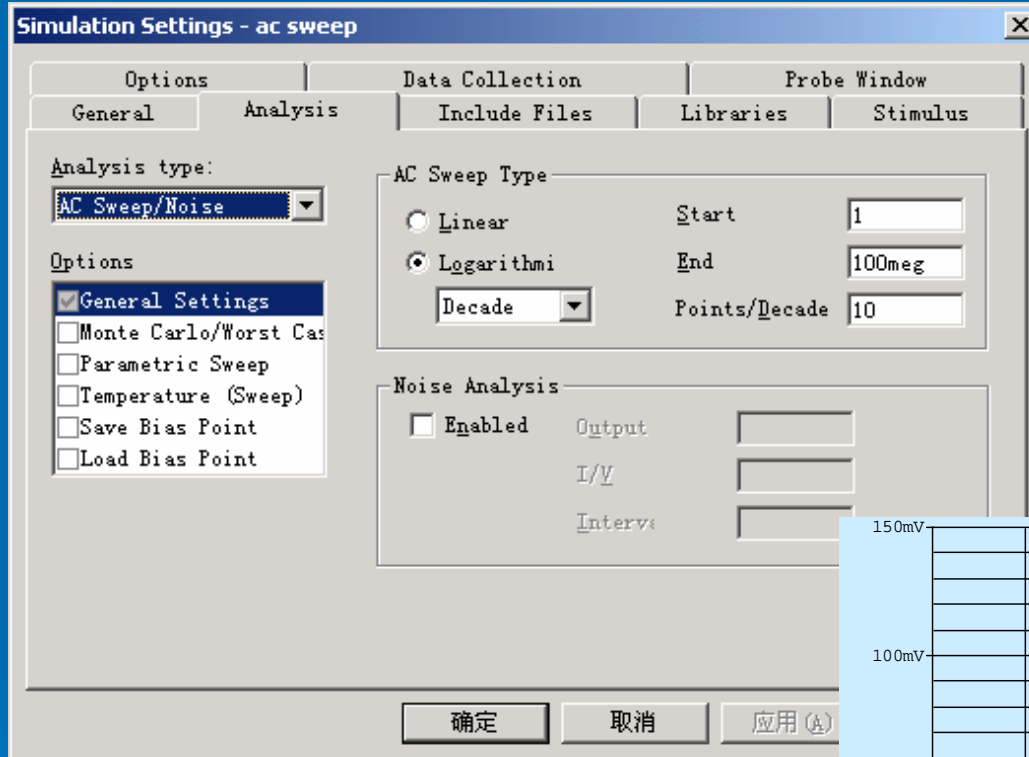 Simulation Settings - ac sweep
Options
Data Collection
Probe Window
General
Analysis
Include Files
Libraries
Stimulus
Analysis type:
AC Sweep/Noise
Options
General Settings
Monte Carlo/Worst Cas
Parametric Sweep
Temperature (Sweep)
Save Bias Point
Load Bias Point
AC Sweep Type
Linear
Logarithmi
Decade
Start
1
End
100meg
Points/Decade
10
Noise Analysis
Enabled
Output
I/V
Interva
150mV
100mV
确定
取消
应用(A)